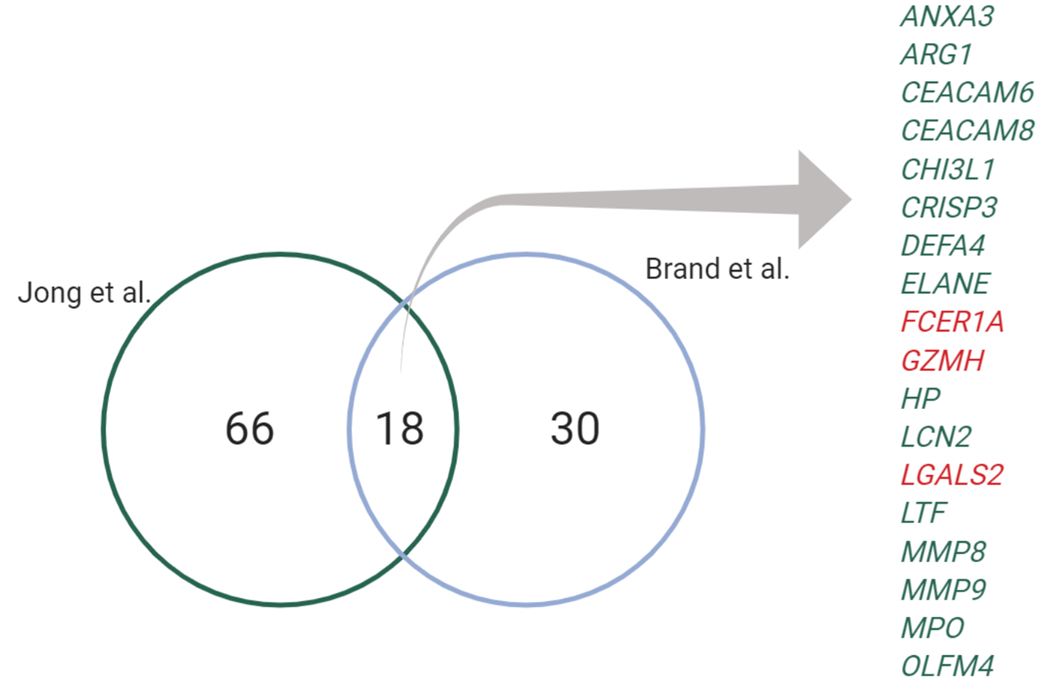 Jong et al.
Brand et al.
66
18
30
ANXA3
ARG1
CEACAM6
CEACAM8
CHI3L1
CRISP3
DEFA4
ELANE
FCER1A
GZMH
HP
LCN2
LGALS2
LTF
MMP8
MMP9
MPO
OLFM4